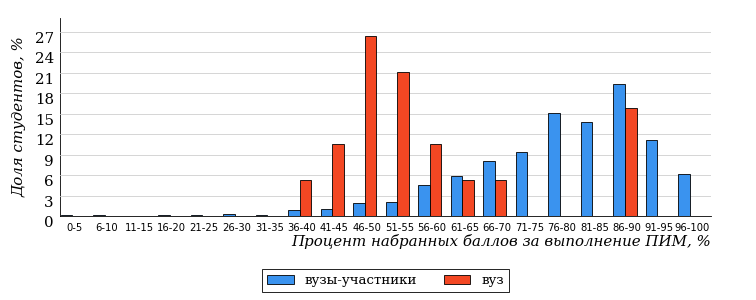 Доля студентов, %
27
24
21
18
15
12
9
6
3
0
0-5 6-10 11-15 16-20 21-25 26-30 31-35 36-40 41-45 46-50 51-55 56-60 61-65 66-70 71-75 76-80 81-85 86-90 91-95 96-100
Процент набранных баллов за выполнение ПИМ, %
вузы-участники вуз